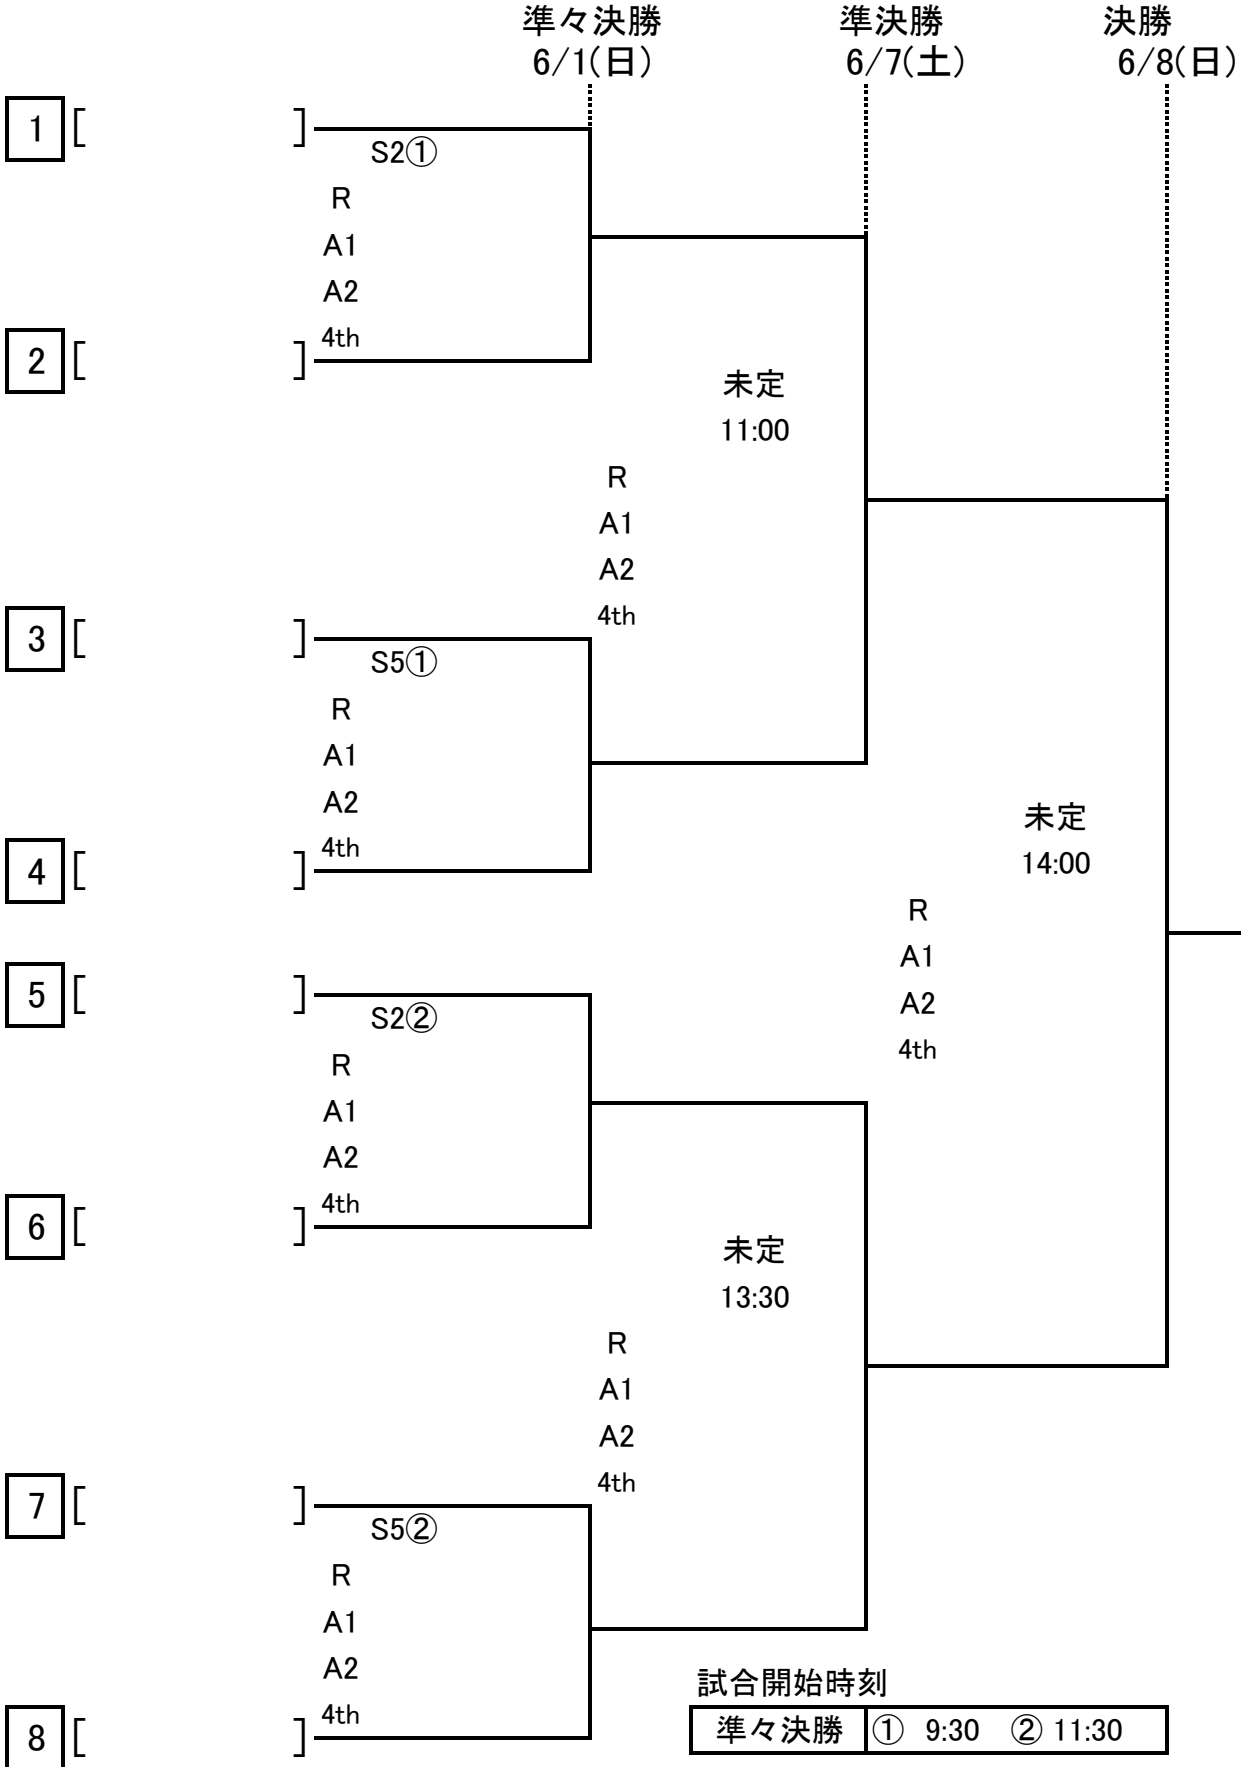 準々決勝 準決勝 決勝
6/1(日) 6/7(土) 6/8(日)
1 [ ]
S2①
R
A1
A2
4th
2 [ ]
未定
11:00
R
A1
A2
4th
3 [ ]
S5①
R
A1
A2
4th
4 [ ]
未定
14:00
R
A1
A2
4th
5 [ ]
S2②
R
A1
A2
4th
6 [ ]
未定
13:30
R
A1
A2
4th
7 [ ]
S5②
R
A1
A2
4th
8 [ ]
試合開始時刻
準々決勝 ① 9:30 ② 11:30